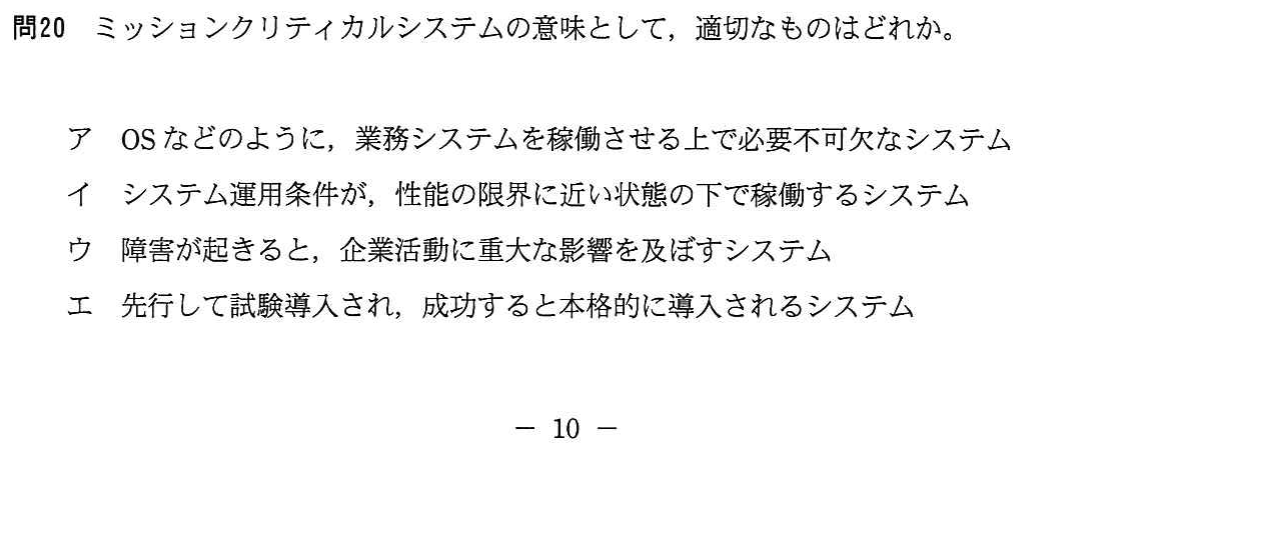 問20 ミッションクリティカルシステムの意味として，適切なものはどれか。
ア OSなどのように，業務システムを稼働させる上で必要不可欠なシステム
イ システム運用条件が，性能の限界に近い状態の下で稼働するシステム
ウ 障害が起きると，企業活動に重大な影響を及ぼすシステム
エ 先行して試験導入され，成功すると本格的に導入されるシステム
－ 10 －